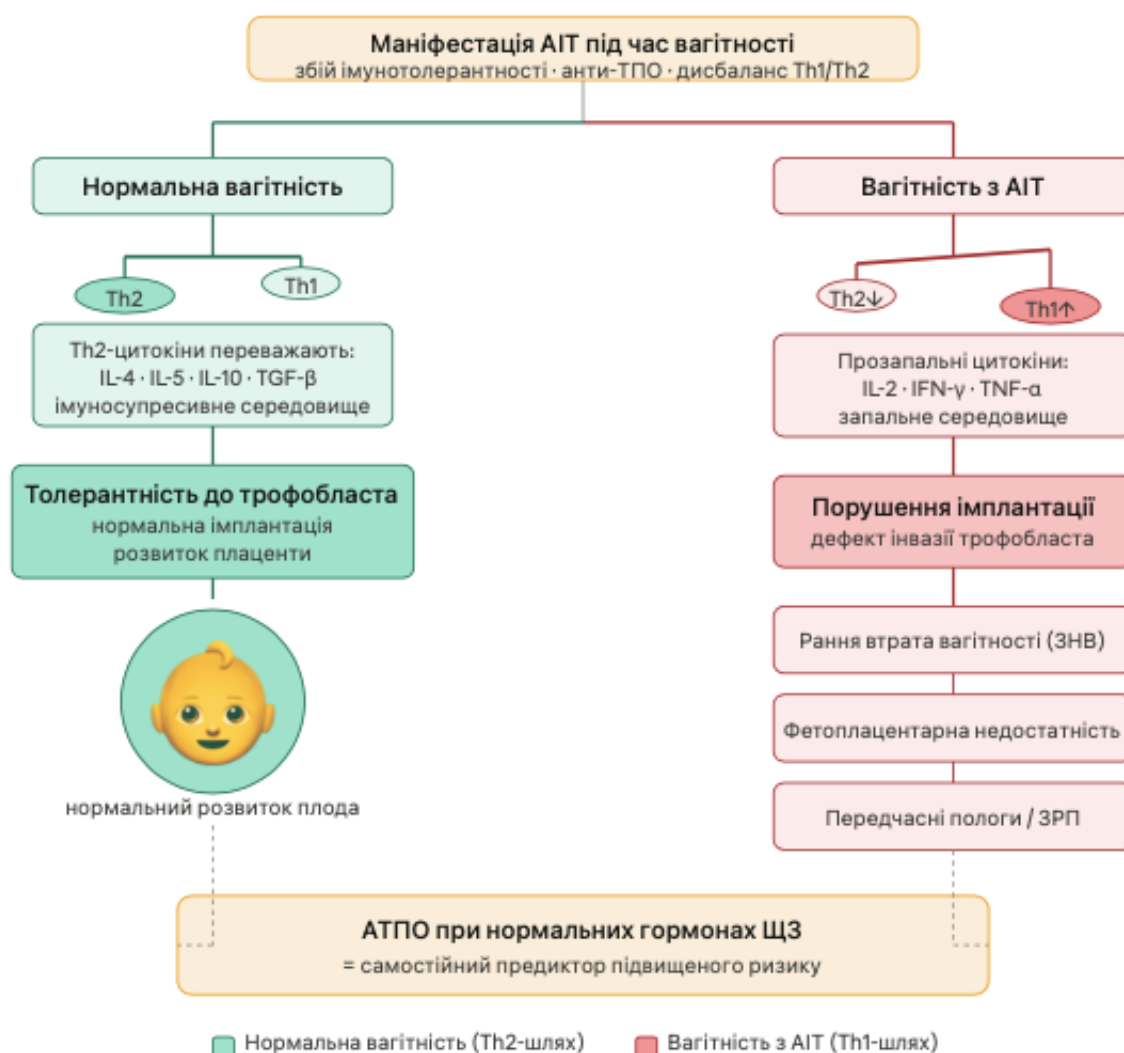 Маніфестація АІТ під час вагітності
збій імунотолерантності · анти-ТПО · дисбаланс Th1/Th2
Нормальна вагітність
Th2
Th1
Th2-цитокіни переважають:
IL-4 · IL-5 · IL-10 · TGF-β
імуносупресивне середовище
Толерантність до трофобласта
нормальна імплантація
розвиток плаценти
нормальний розвиток плода
Вагітність з АІТ
Th2↓
Th1↑
Прозапальні цитокіни:
IL-2 · IFN-γ · TNF-α
запальне середовище
Порушення імплантації
дефект інвазії трофобласта
Рання втрата вагітності (ЗНВ)
Фетоплацентарна недостатність
Передчасні пологи / ЗРП
АТПО при нормальних гормонах ЩЗ
= самостійний предиктор підвищеного ризику
Нормальна вагітність (Th2-шлях)
Вагітність з АІТ (Th1-шлях)